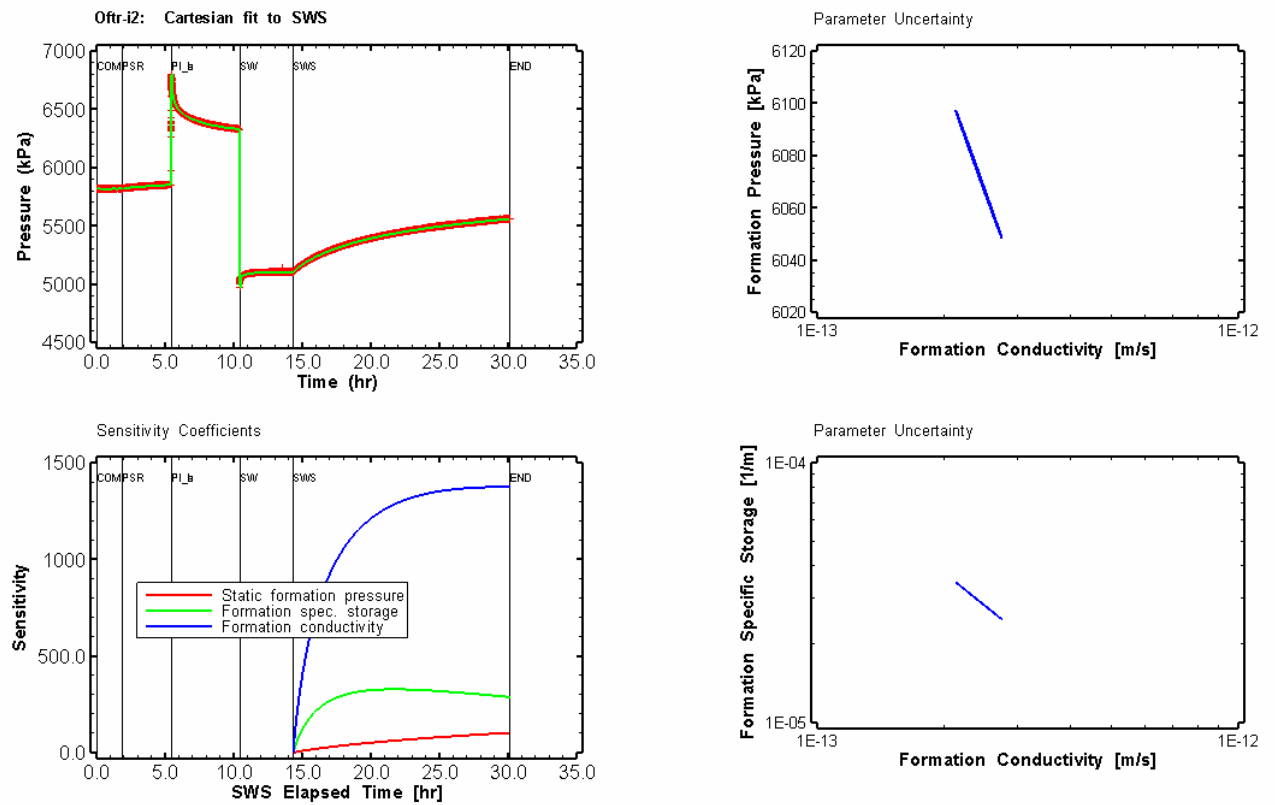 Oftr-i2: Cartesian fit to SWS
7000
6500
6000
5500
5000
4500
Pressure (kPa)
COM PSR PI_b SW SWS END
0.0 5.0 10.0 15.0 20.0 25.0 30.0 35.0
Time (hr)
Parameter Uncertainty
6120
6100
6080
6060
6040
6020
Formation Pressure [kPa]
1E-13 1E-12
Formation Conductivity [m/s]
Sensitivity Coefficients
1500
1000
500.0
0.0
Sensitivity
COM PSR PI_b SW SWS END
Static formation pressure
Formation spec. storage
Formation conductivity
0.0 5.0 10.0 15.0 20.0 25.0 30.0 35.0
SWS Elapsed Time [hr]
Parameter Uncertainty
1E-04
1E-05
Formation Specific Storage [1/m]
1E-13 1E-12
Formation Conductivity [m/s]